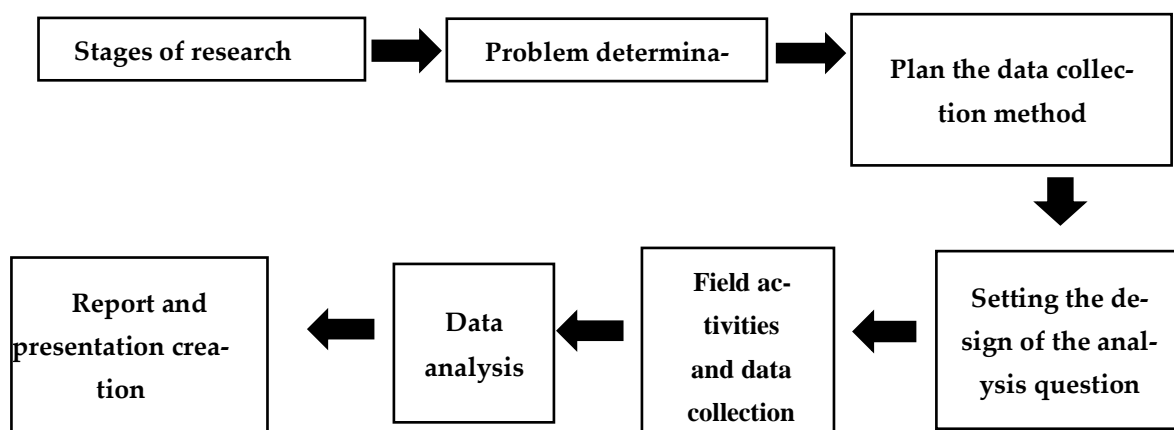 Stages of research
Problem determina-
Plan the data collec-
tion method
Setting the de-
sign of the anal-
ysis question
Field ac-
tivities
and data
collection
Data
analysis
Report and
presentation crea-
tion